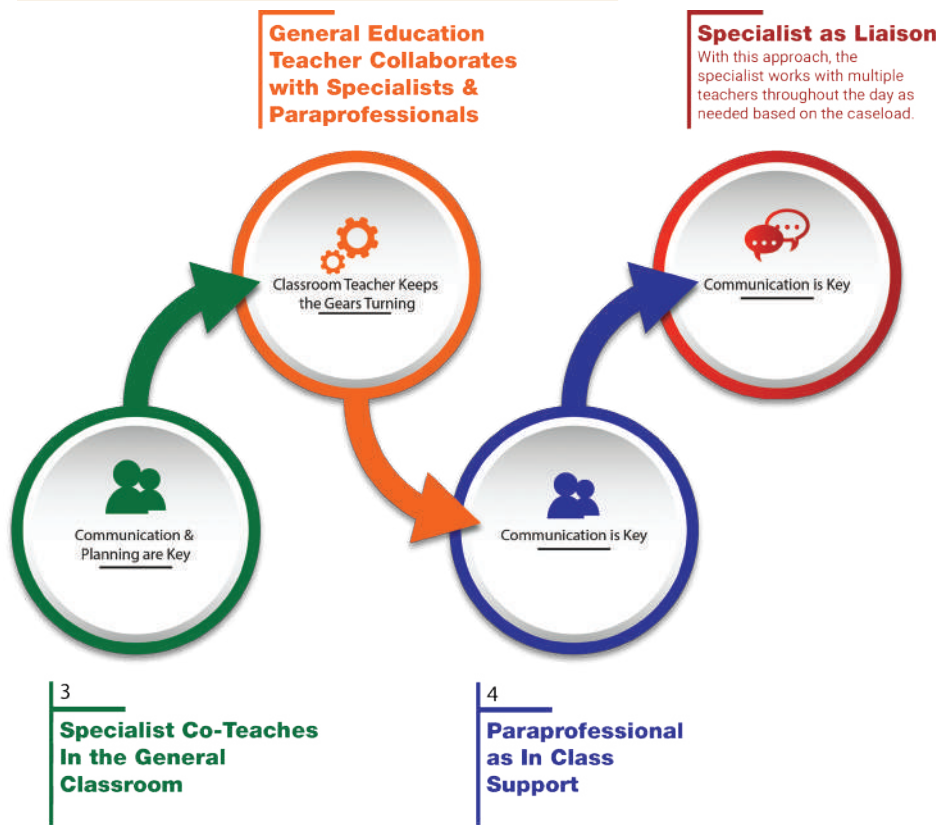 General Education
Teacher Collaborates
with Specialists &
Paraprofessionals
Specialist as Liaison
With this approach, the
specialist works with multiple
teachers throughout the day as
needed based on the caseload.
Classroom Teacher Keeps
the Gears Turning
Communication is Key
Communication &
Planning are Key
Communication is Key
3
Specialist Co-Teaches
In the General
Classroom
4
Paraprofessional
as In Class
Support